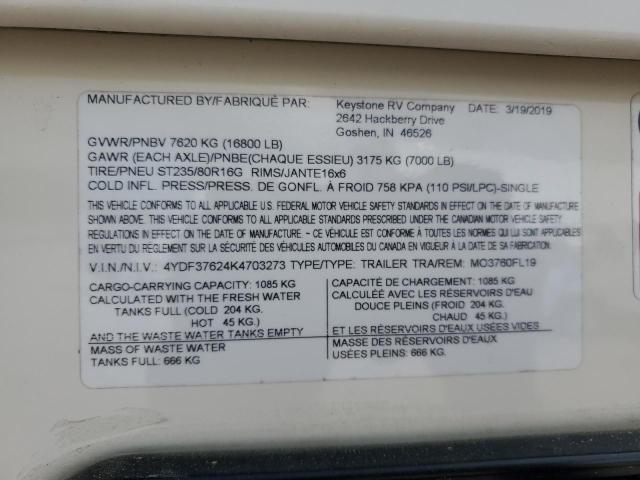 MANUFACTURED BY/FABRIQUÉ PAR: Keystone RV Company DATE: 3/19/2019
2642 Hackberry Drive
Goshen, IN 46526
GVWR/PNBV 7620 KG (16800 LB)
GAWR (EACH AXLE)/PNBE(CHAQUE ESSIEU) 3175 KG (7000 LB)
TIRE/PNEU ST235/80R16G RIMS/JANTE16x6
COLD INFL. PRESS/PRESS. DE GONFL. À FROID 758 KPA (110 PSI/LPC)-SINGLE
THIS VEHICLE CONFORMS TO ALL APPLICABLE U.S. FEDERAL MOTOR VEHICLE SAFETY STANDARDS IN EFFECT ON THE DATE OF MANUFACTURE
SHOWN ABOVE. / THIS VEHICLE CONFORMS TO ALL APPLICABLE STANDARDS PRESCRIBED UNDER THE CANADIAN MOTOR VEHICLE SAFETY
REGULATIONS IN EFFECT ON THE DATE OF MANUFACTURE. - CE VÉHICULE EST CONFORME À TOUTES LES NORMES QUI LUI SONT APPLICABLES
EN VERTU DU RÈGLEMENT SUR LA SÉCURITÉ DES VÉHICULES AUTOMOBILES DU CANADA EN VIGUEUR À LA DATE DE SA FABRICATION.
V.I.N./N.I.V.: 4YDF37624K4703273 TYPE/TYPE: TRAILER TRA/REM: MO3760FL19
CARGO-CARRYING CAPACITY: 1085 KG
CALCULATED WITH THE FRESH WATER
TANKS FULL (COLD 204 KG.)
HOT 45 KG.)
AND THE WASTE WATER TANKS EMPTY
MASS OF WASTE WATER
TANKS FULL: 666 KG
CAPACITÉ DE CHARGEMENT: 1085 KG
CALCULÉE AVEC LES RÉSERVOIRS D'EAU
DOUCE PLEINS (FROID 204 KG.
CHAUD 45 KG.)
ET LES RÉSERVOIRS D'EAUX USÉES VIDES
MASSE DES RÉSERVOIRS D'EAUX
USÉES PLEINS: 666 KG